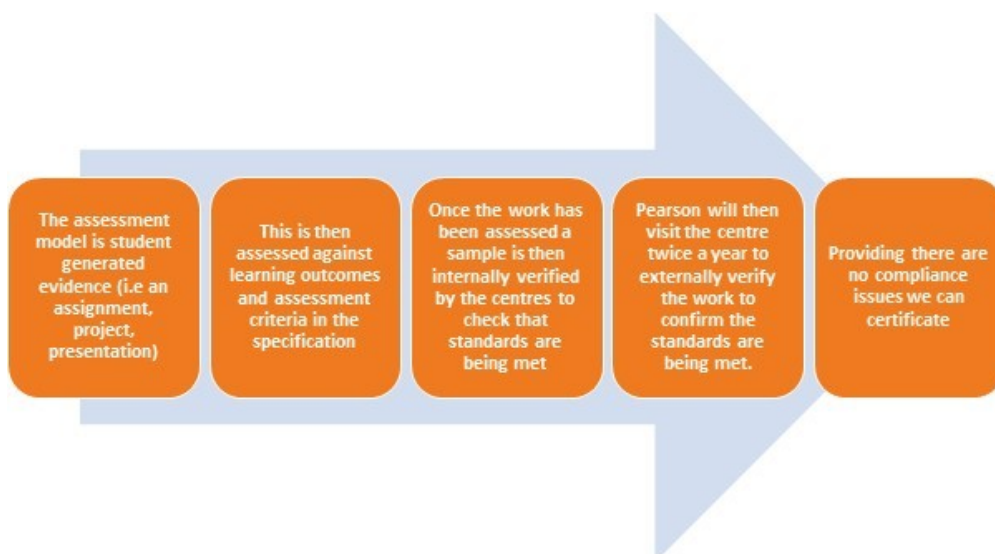 The assessment
model is student
generated
evidence (i.e an
assignment,
project,
presentation)
This is then
assessed against
learning outcomes
and assessment
criteria in the
specification
Once the work has
been assessed a
sample is then
internally verified
by the centres to
check that
standards are
being met
Pearson will then
visit the centre
twice a year to
externally verify
the work to
confirm the
standards are
being met.
Providing there are
no compliance
issues we can
certificate